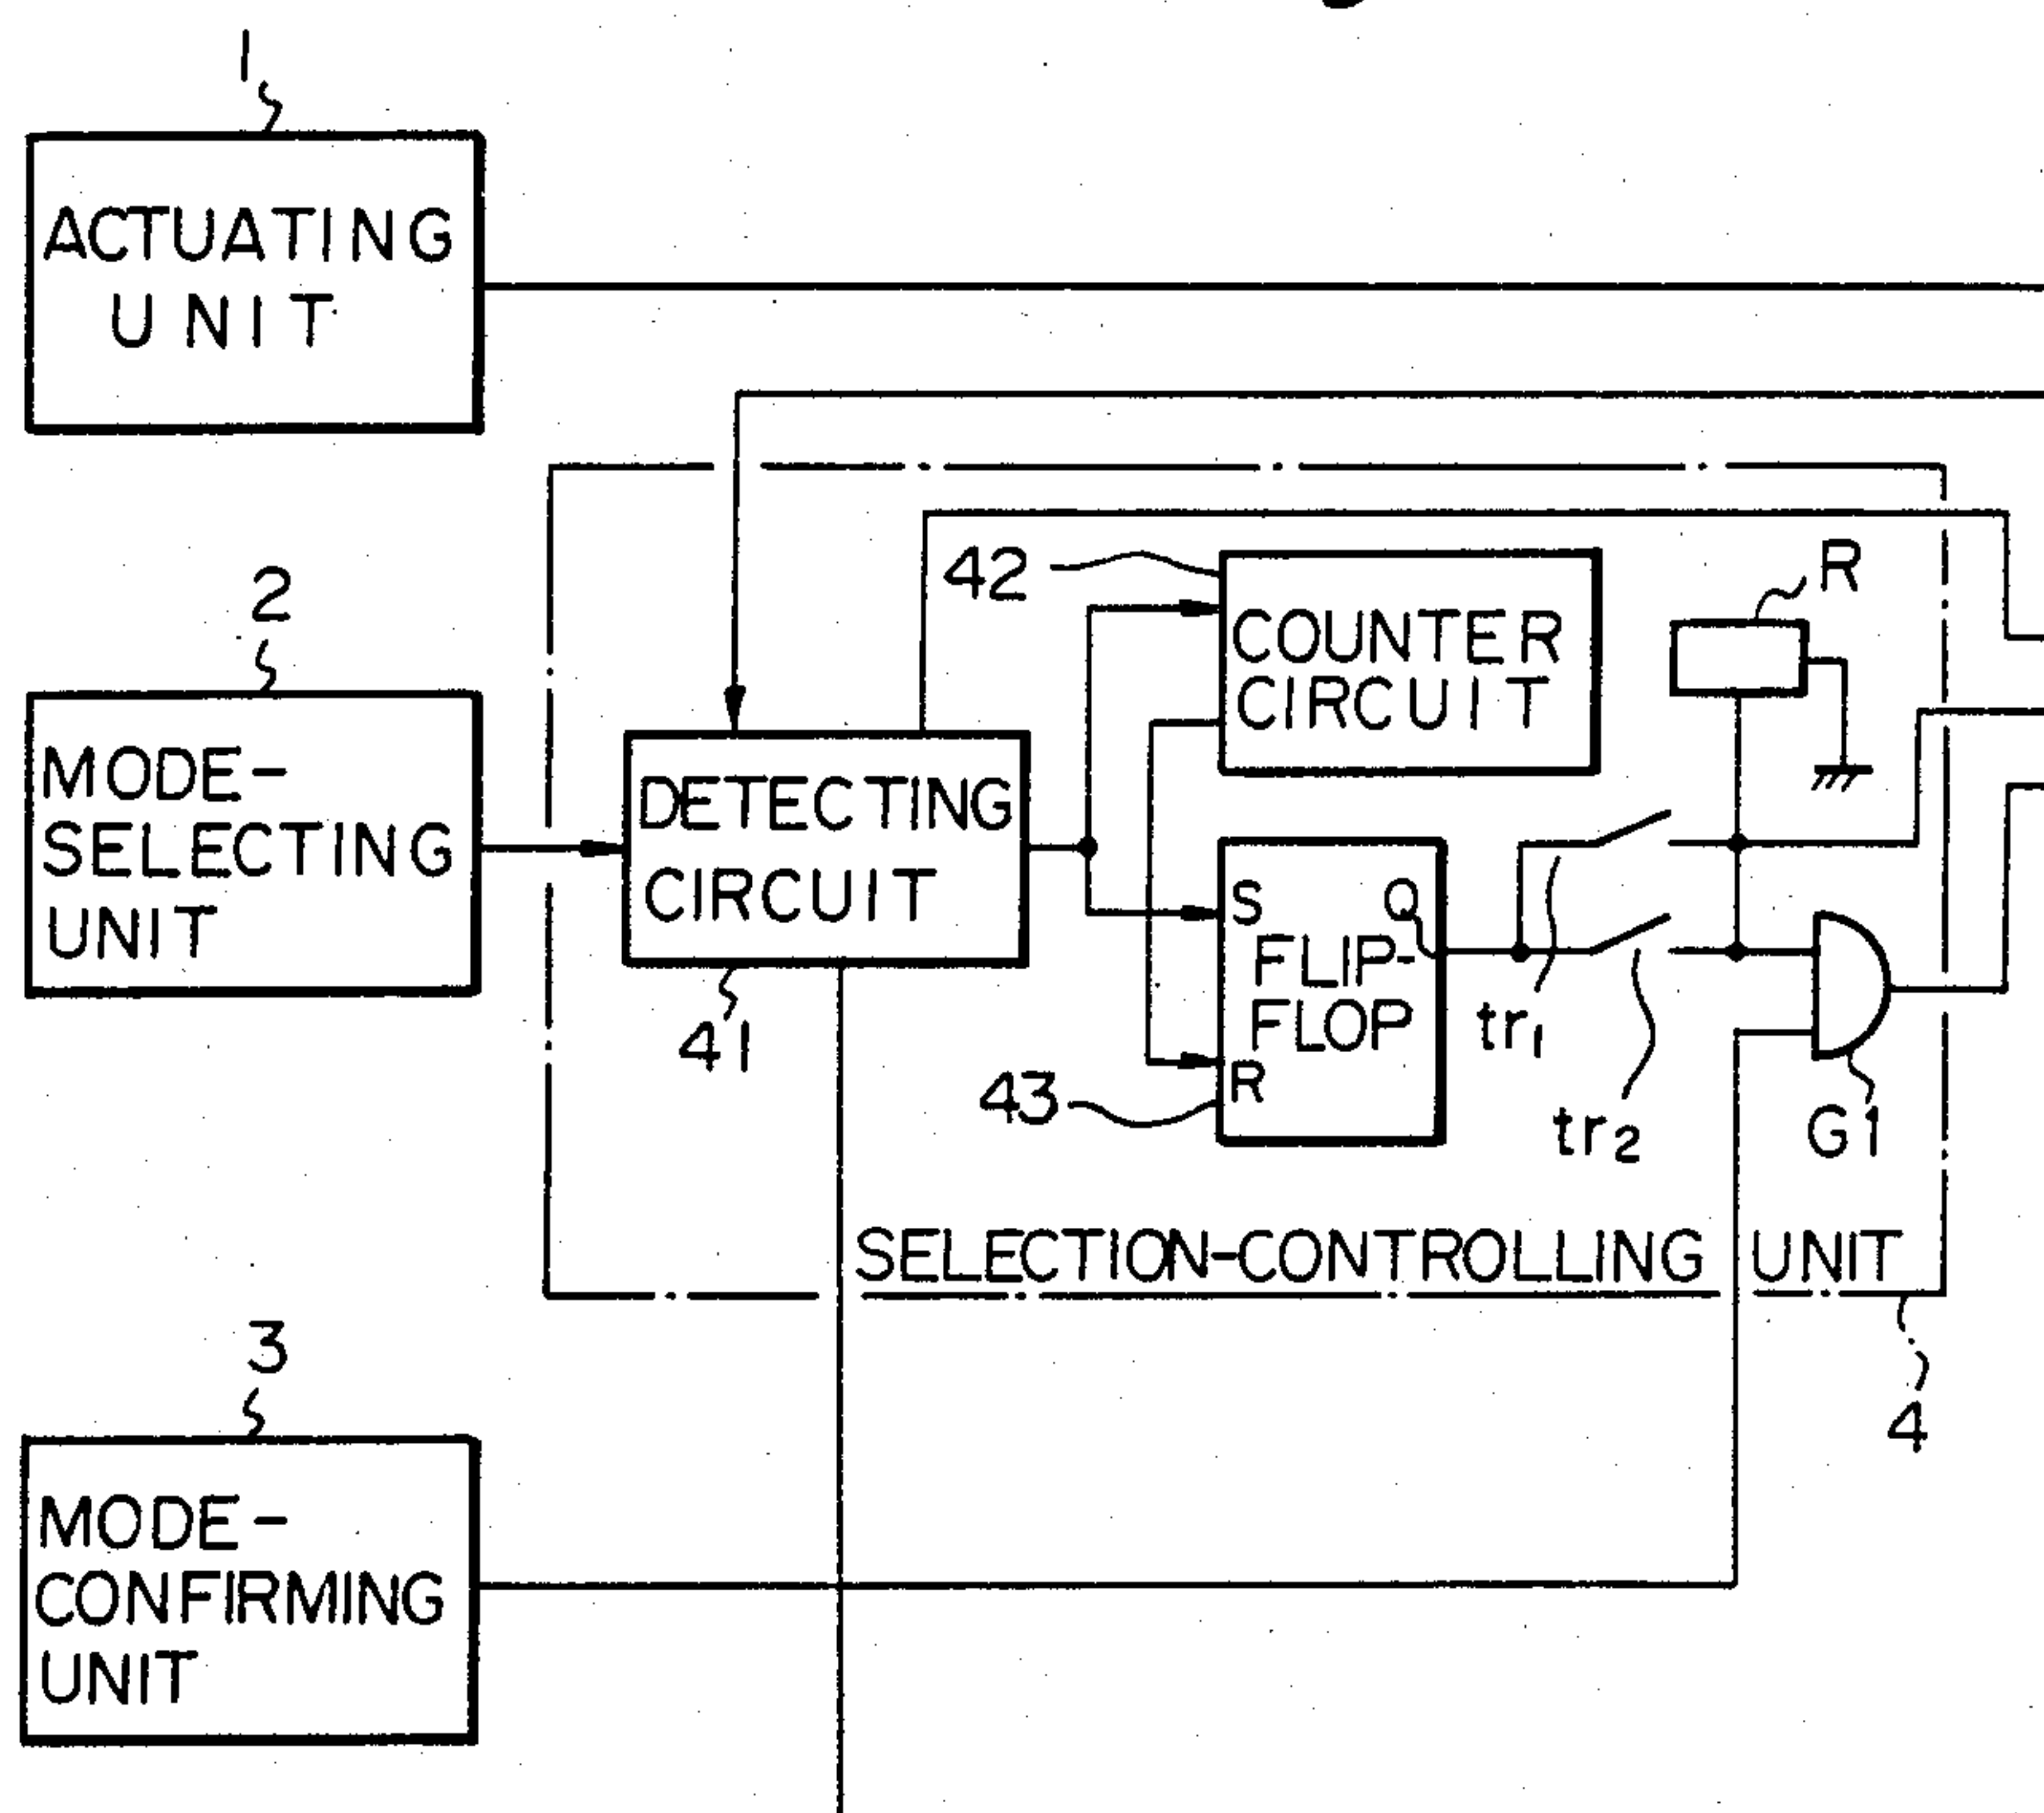 1
ACTUATING
UNIT
2
MODE-
SELECTING
UNIT
3
MODE-
CONFIRMING
UNIT
DETECTING
CIRCUIT
41
42
COUNTER
CIRCUIT
R
S
Q
FLIP-
FLOP
R
43
tr1
tr2
G1
SELECTION-CONTROLLING UNIT
4